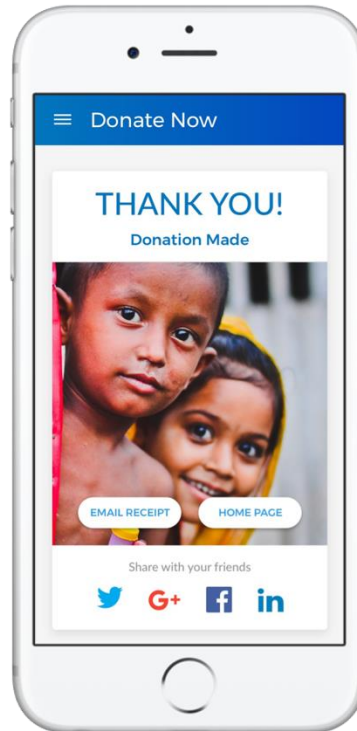 Donate Now
THANK YOU!
Donation Made
EMAIL RECEIPT
HOME PAGE
Share with your friends
G+
f
in